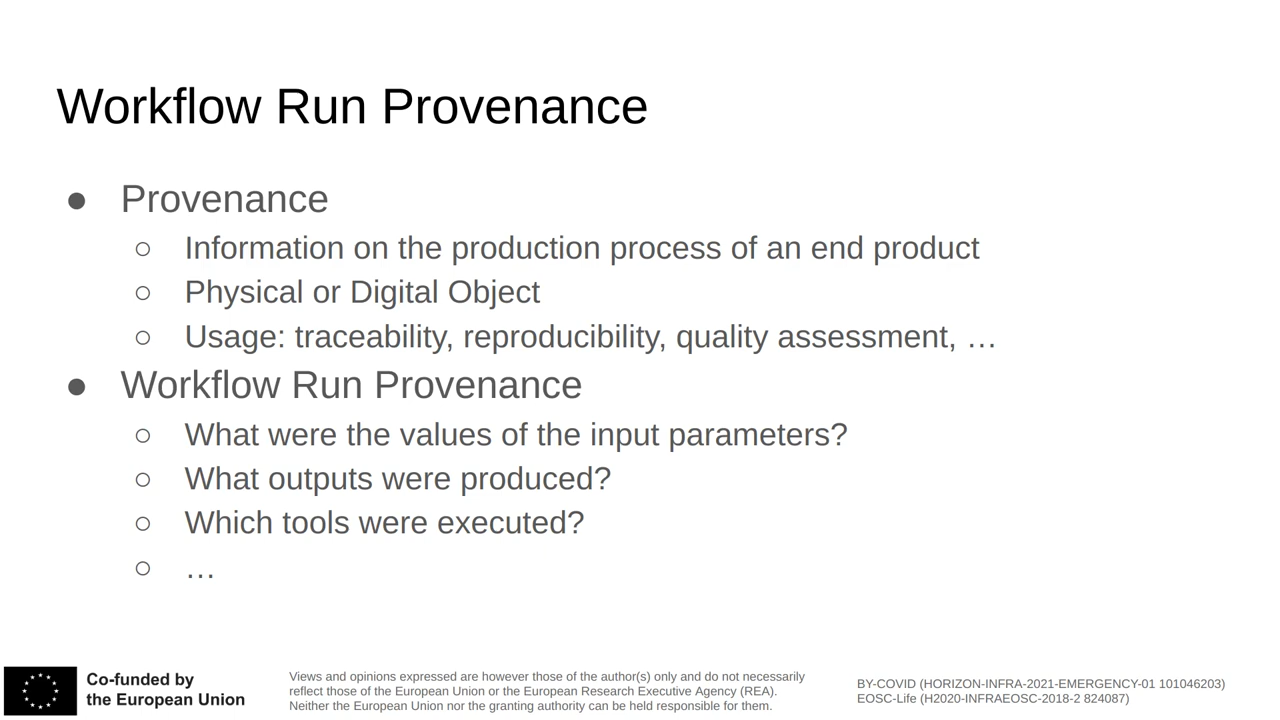 Workflow Run Provenance
● Provenance
○ Information on the production process of an end product
○ Physical or Digital Object
○ Usage: traceability, reproducibility, quality assessment, …
● Workflow Run Provenance
○ What were the values of the input parameters?
○ What outputs were produced?
○ Which tools were executed?
○ …
Co-funded by
the European Union
Views and opinions expressed are however those of the author(s) only and do not necessarily
reflect those of the European Union or the European Research Executive Agency (REA).
Neither the European Union nor the granting authority can be held responsible for them.
BY-COVID (HORIZON-INFRA-2021-EMERGENCY-01 101046203)
EOSC-Life (H2020-INFRAEOSC-2018-2 824087)